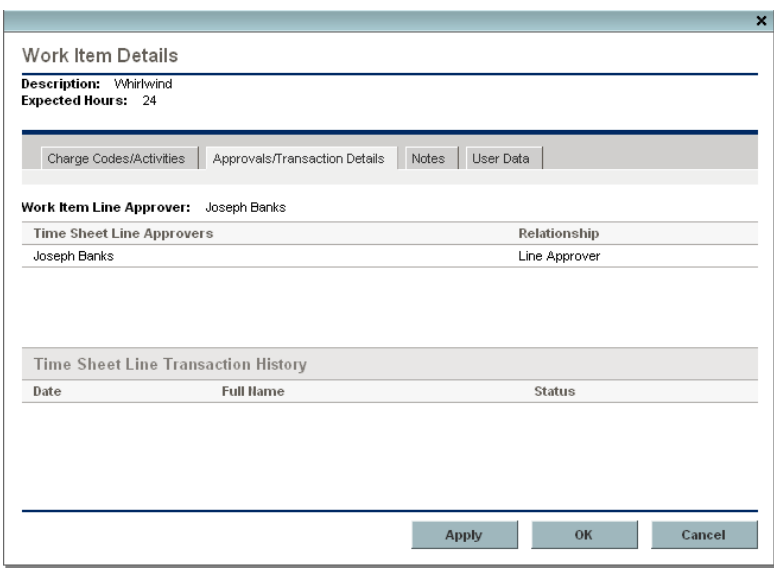 Work Item Details
Description: Whirlwind
Expected Hours: 24
Charge Codes/Activities Approvals/Transaction Details Notes User Data
Work Item Line Approver: Joseph Banks
Time Sheet Line Approvers Relationship
Joseph Banks Line Approver
Time Sheet Line Transaction History
Date Full Name Status
Apply OK Cancel